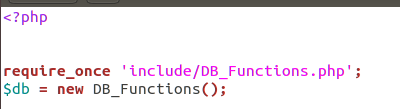 <?php
require_once 'include/DB_Functions.php';
$db = new DB_Functions();